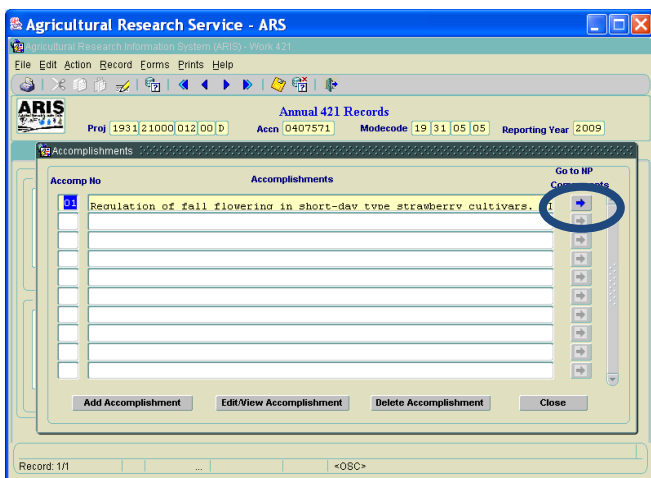 Agricultural Research Service - ARS
Agricultural Research Information System (ARIS) - Work 421
File Edit Action Record Forms Prints Help
ARIS
Annual 421 Records
Proj 1931 21000 012 00 D Accn 0407571 Modecode 19 31 05 05 Reporting Year 2009
Accomplishments
Go to NP
Accomp No Accomplishments Components
01 Regulation of fall flowering in short-day type strawberry cultivars.
Add Accomplishment Edit/View Accomplishment Delete Accomplishment Close
Record: 1/1 ... <OSC>